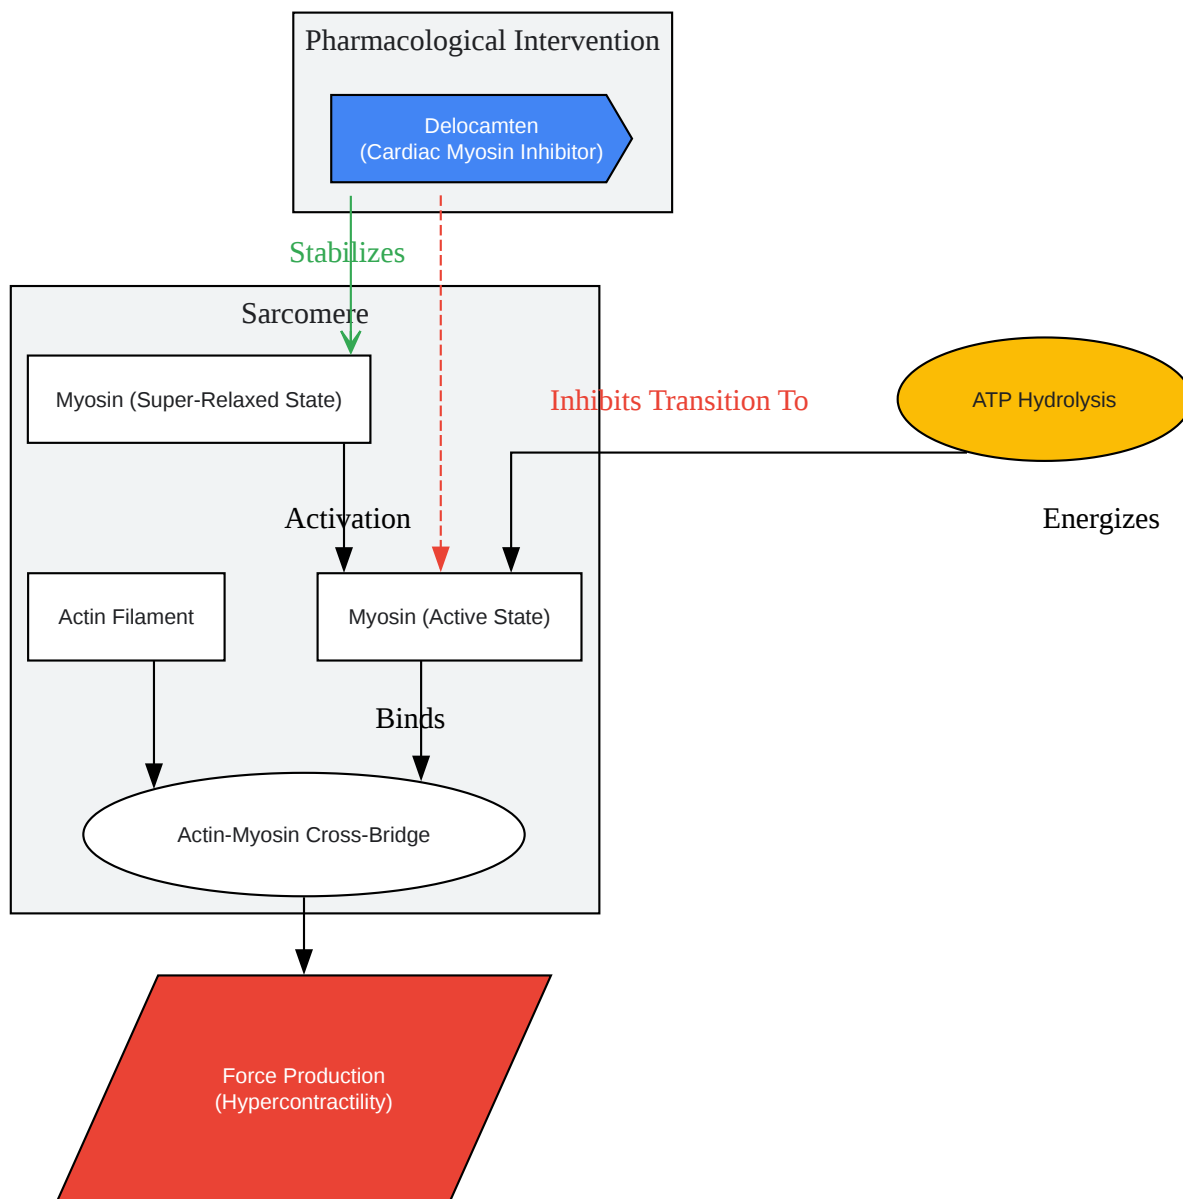 Pharmacological Intervention
Delocamten
(Cardiac Myosin Inhibitor)
Stabilizes
Sarcomere
Myosin (Super-Relaxed State)
Inhibits Transition To
ATP Hydrolysis
Activation
Energizes
Actin Filament
Myosin (Active State)
Binds
Actin-Myosin Cross-Bridge
Force Production
(Hypercontractility)